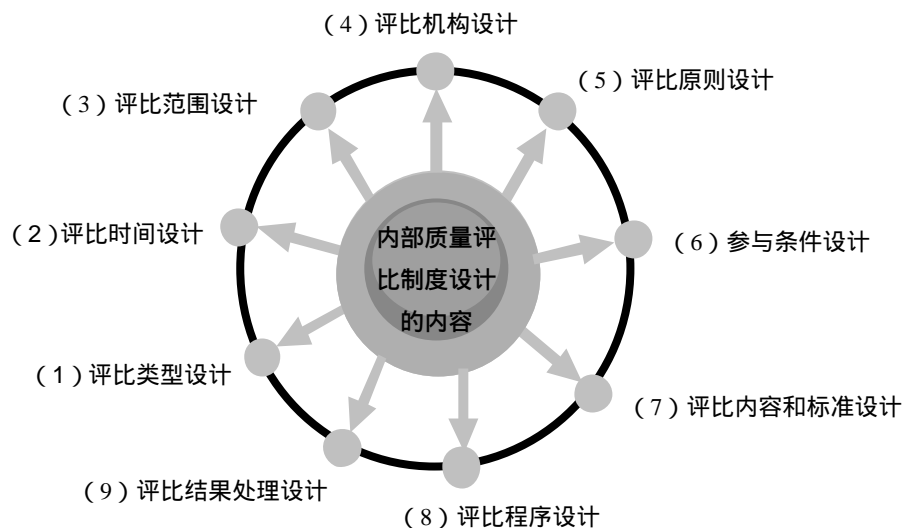 （4）评比机构设计
（5）评比原则设计
（3）评比范围设计
（2）评比时间设计
内部质量评
比制度设计
的内容
（6）参与条件设计
（1）评比类型设计
（7）评比内容和标准设计
（9）评比结果处理设计
（8）评比程序设计